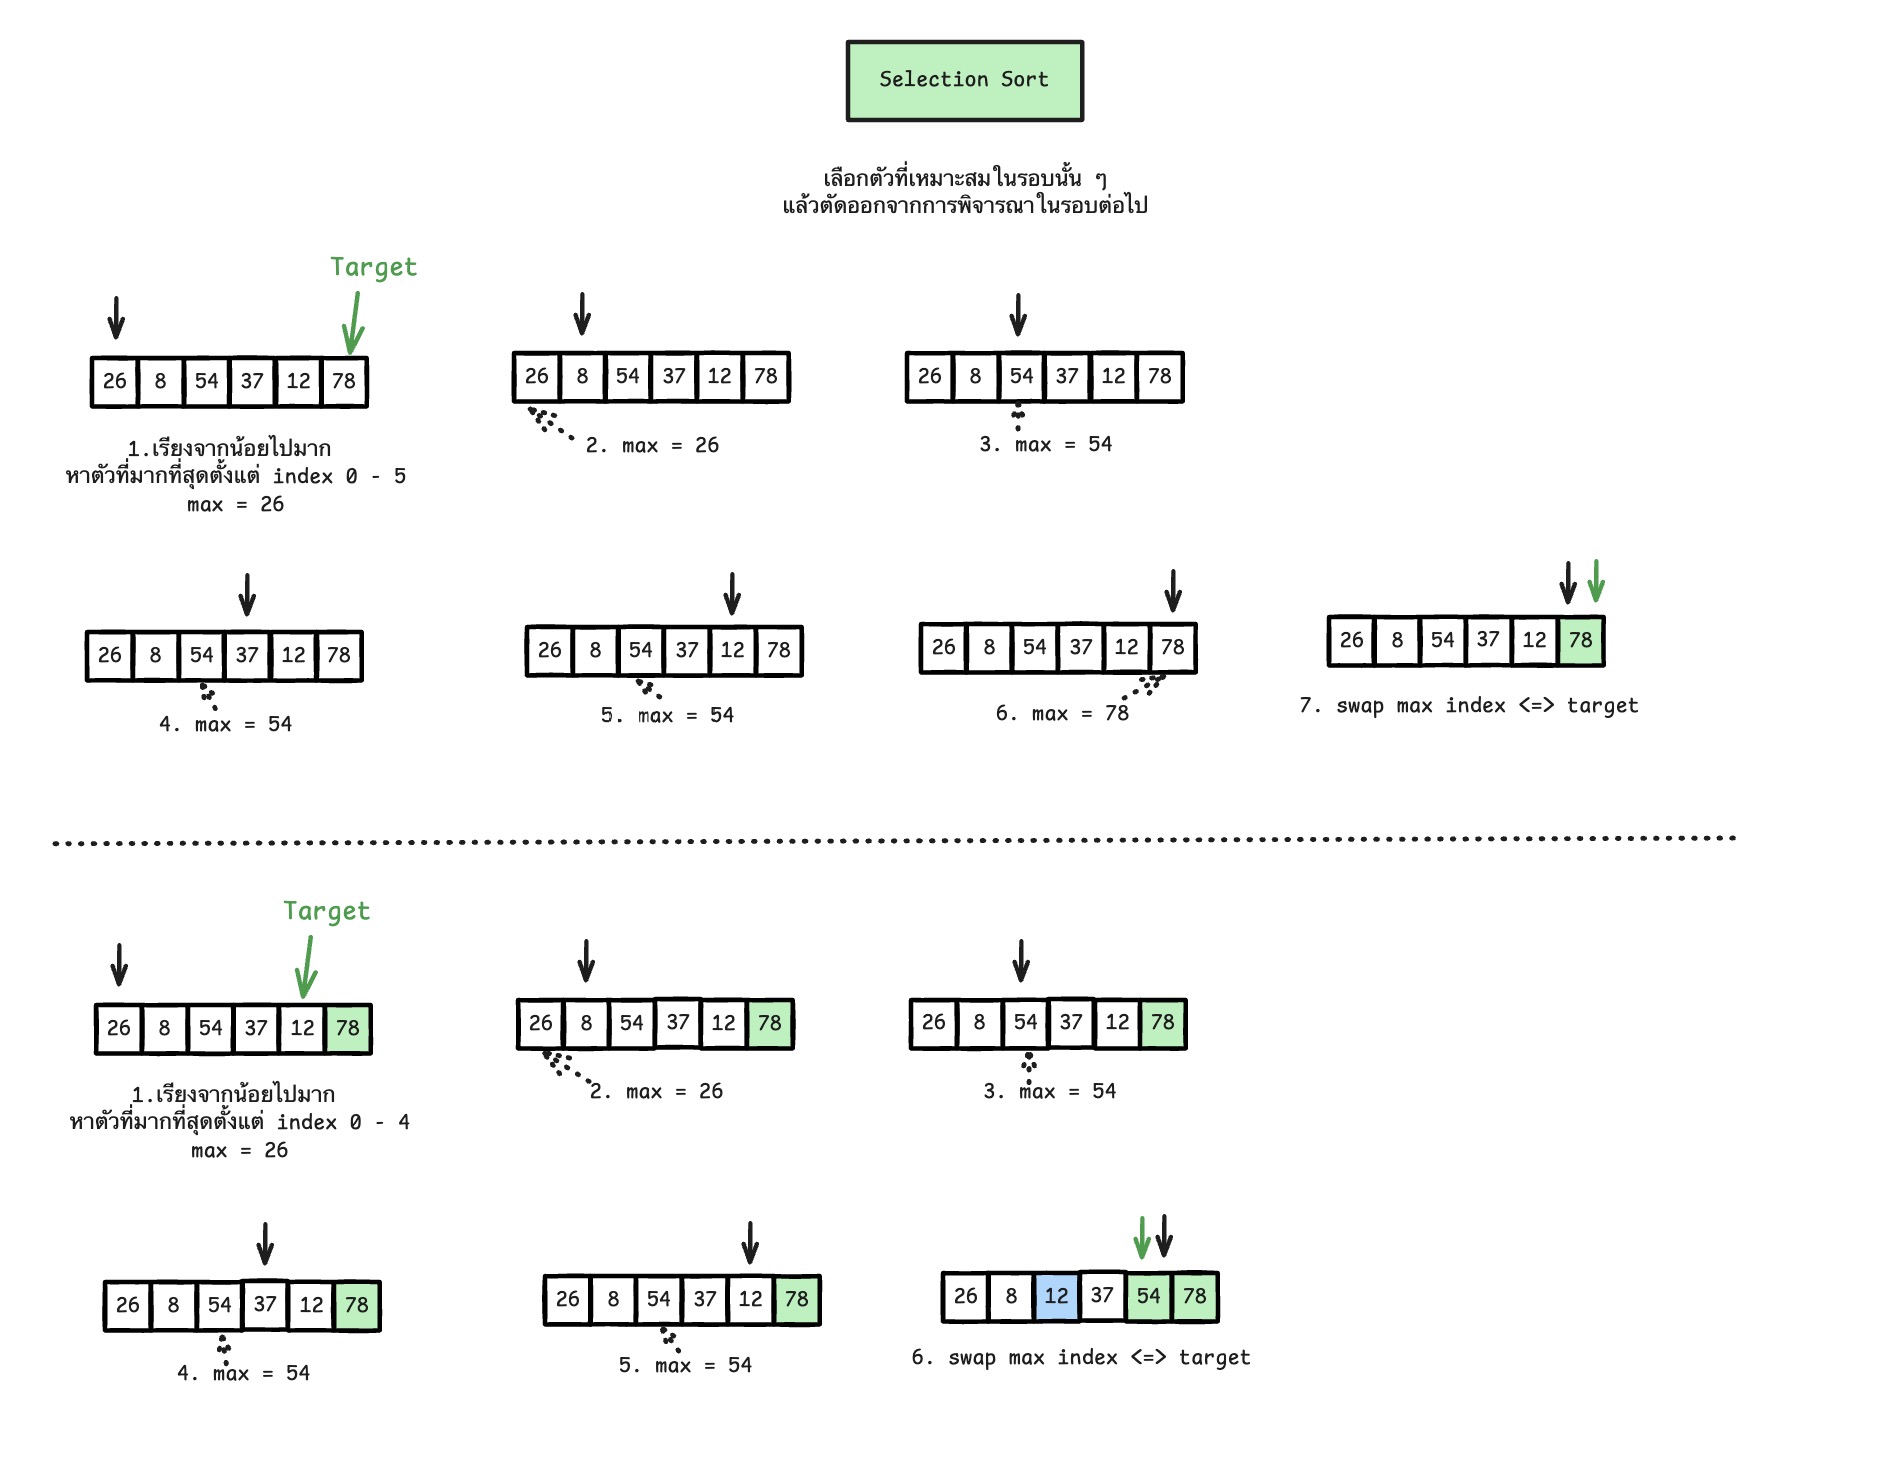 Selection Sort
เลือกตัวที่เหมาะสมในรอบนั้น ๆ
แล้วตัดออกจากการพิจารณาในรอบต่อไป
Target
26 8 54 37 12 78
1.เรียงจากน้อยไปมาก
หาตัวที่มากที่สุดตั้งแต่ index 0 - 5
max = 26
26 8 54 37 12 78
2. max = 26
26 8 54 37 12 78
3. max = 54
26 8 54 37 12 78
4. max = 54
26 8 54 37 12 78
5. max = 54
26 8 54 37 12 78
6. max = 78
26 8 54 37 12 78
7. swap max index <=> target
Target
26 8 54 37 12 78
1.เรียงจากน้อยไปมาก
หาตัวที่มากที่สุดตั้งแต่ index 0 - 4
max = 26
26 8 54 37 12 78
2. max = 26
26 8 54 37 12 78
3. max = 54
26 8 54 37 12 78
4. max = 54
26 8 54 37 12 78
5. max = 54
26 8 12 37 54 78
6. swap max index <=> target